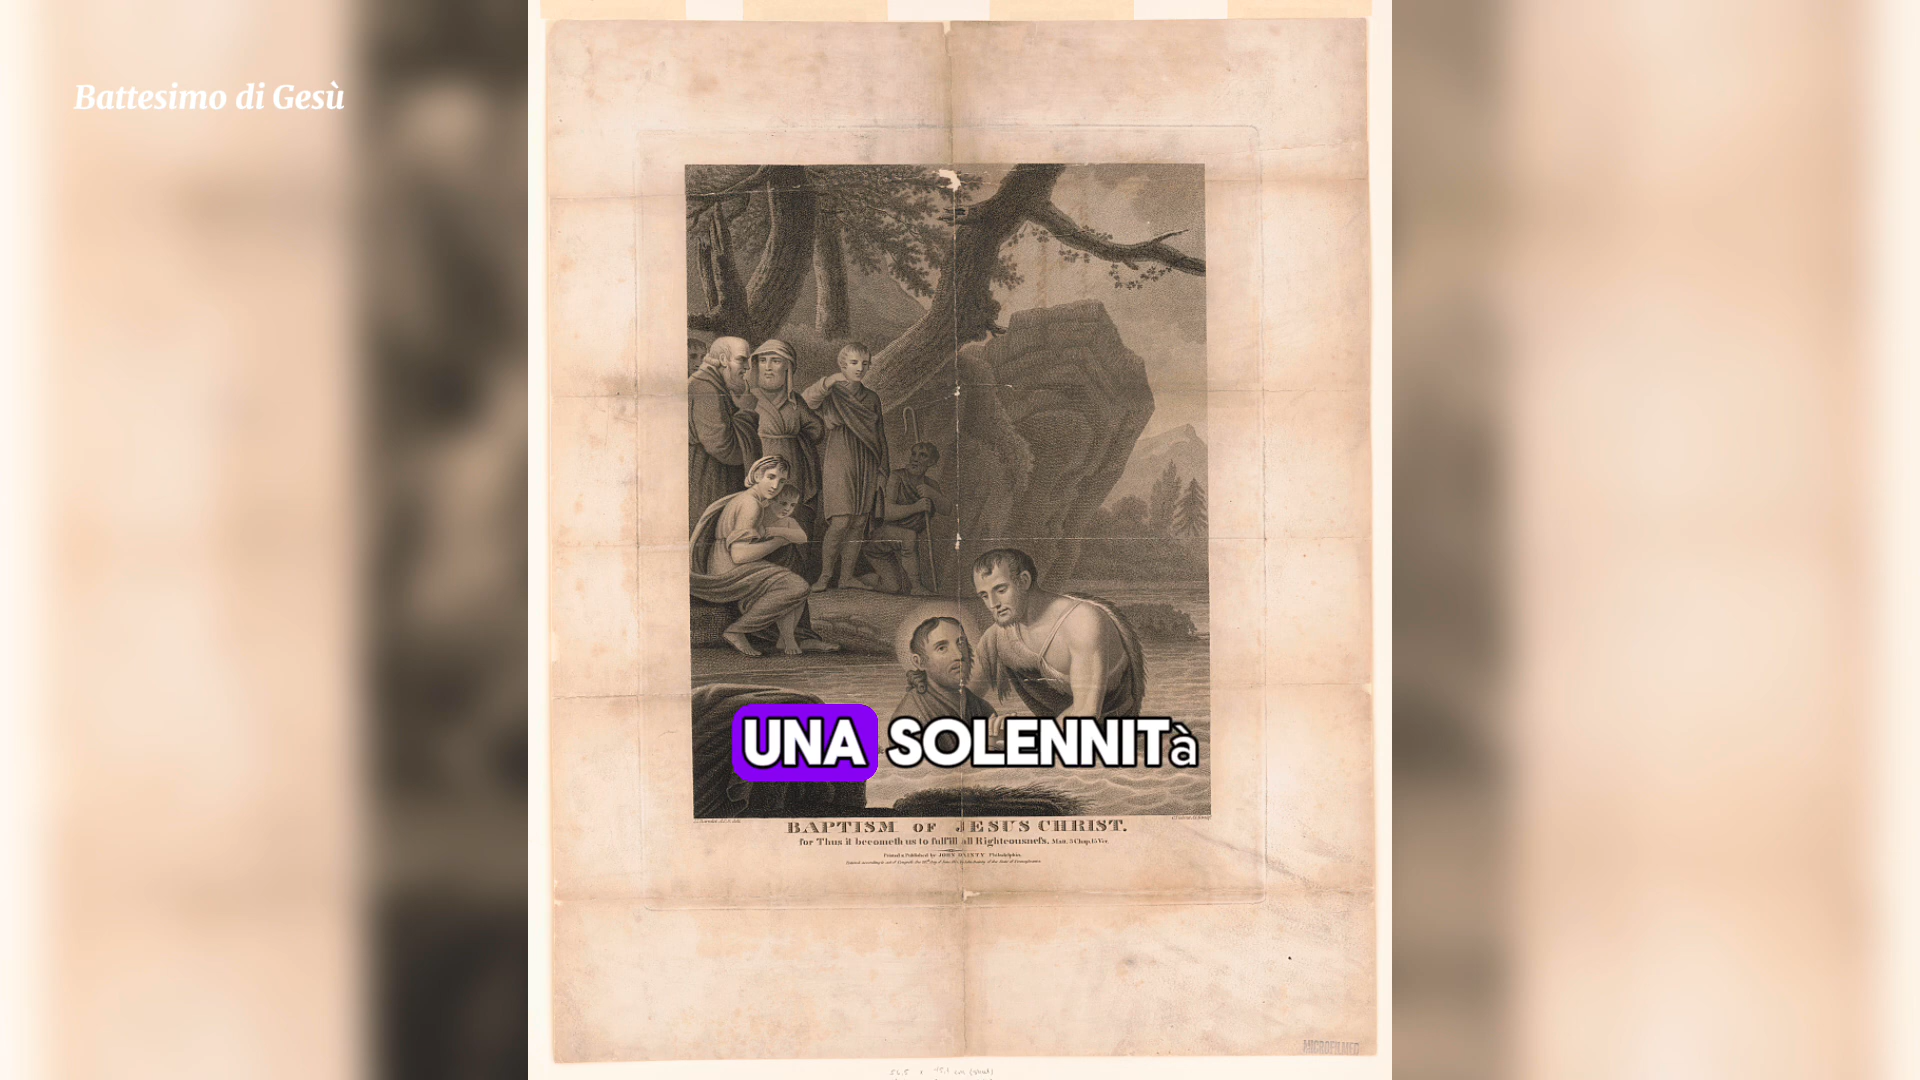 Battesimo di Gesù
UNA SOLENNITà
BAPTISM OF JESUS CHRIST.
for Thus it becometh us to fulfill all Righteousnefs. Matt. 3 Chap. 15 Ver.
Printed & Published by JOHN DAINTY Philadelphia.
MICROFILMED